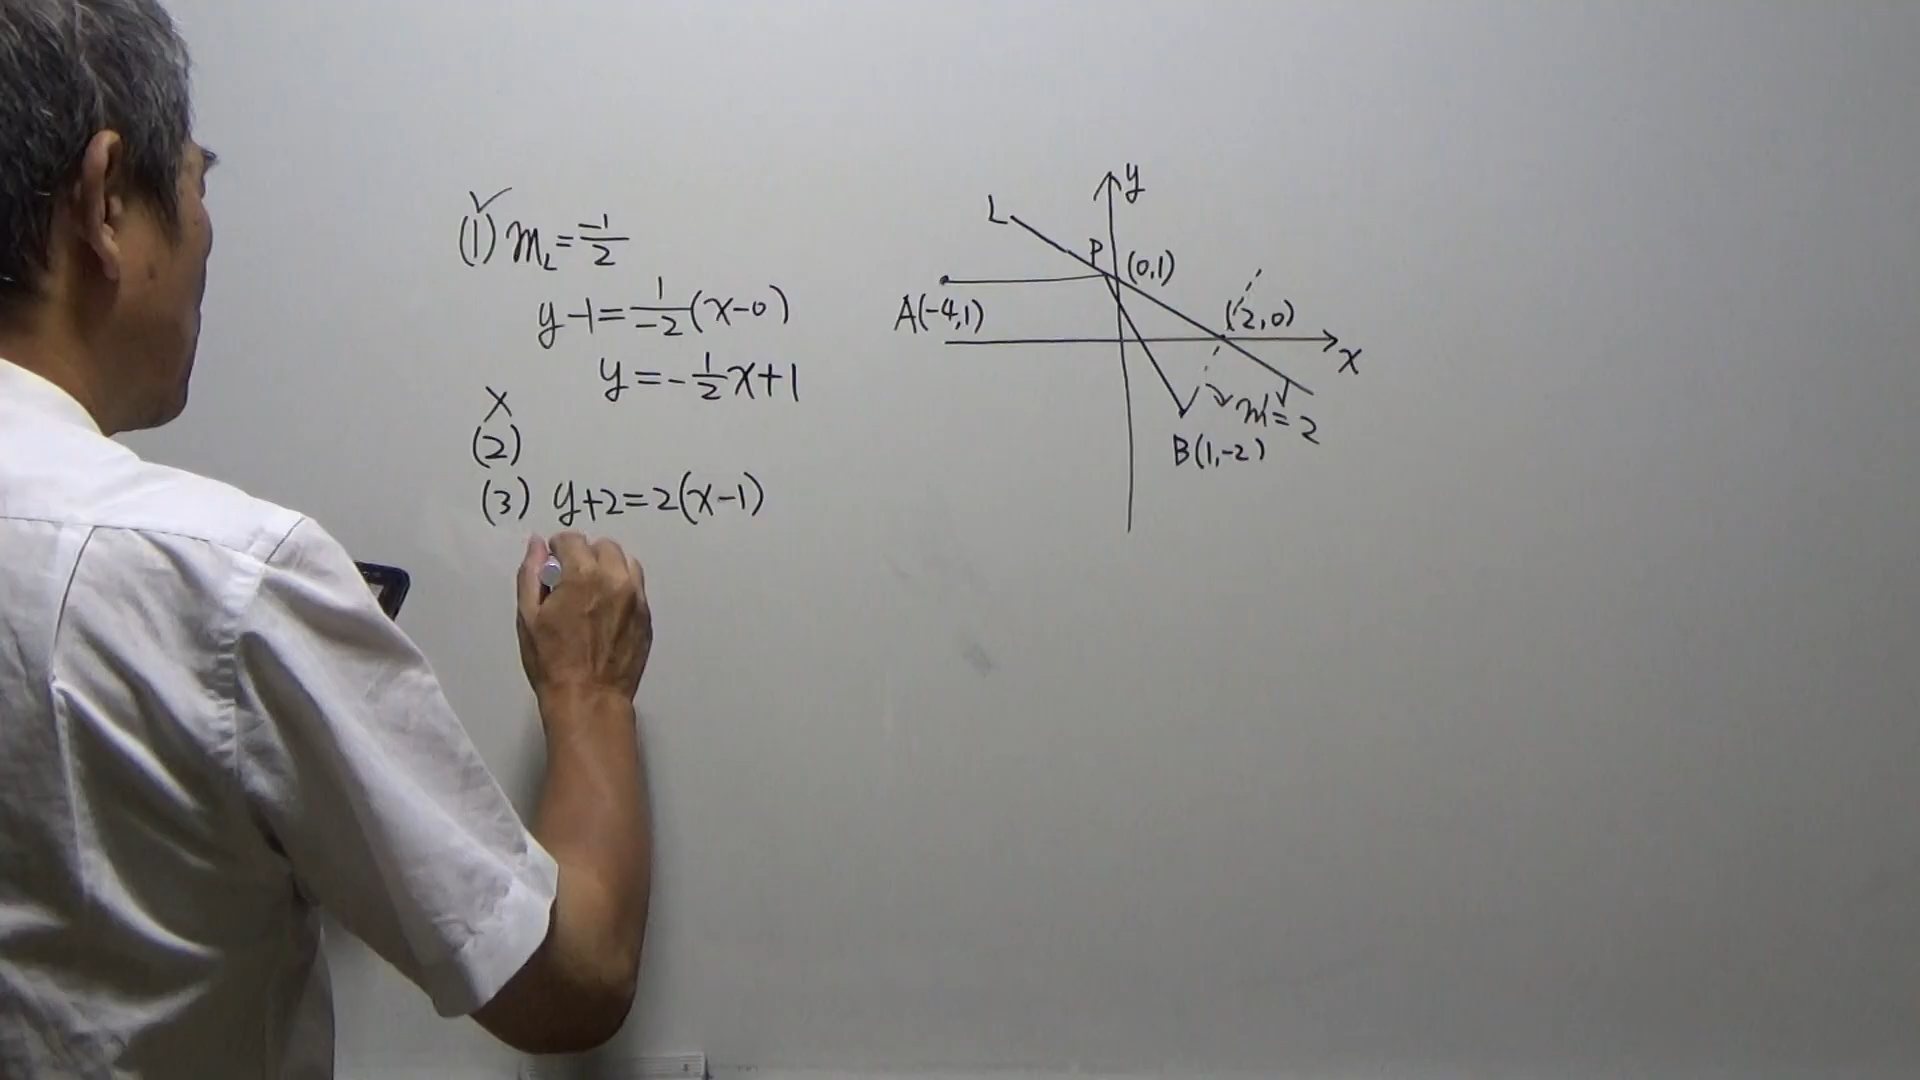 ✓
(1) m_L = -1/2
y-1 = 1/-2 (x-0)
y = -1/2 x+1
×
(2)
(3) y+2=2(x-1)
y
L
P
(0,1)
A(-4,1)
(2,0)
x
m'=2
B(1,-2)